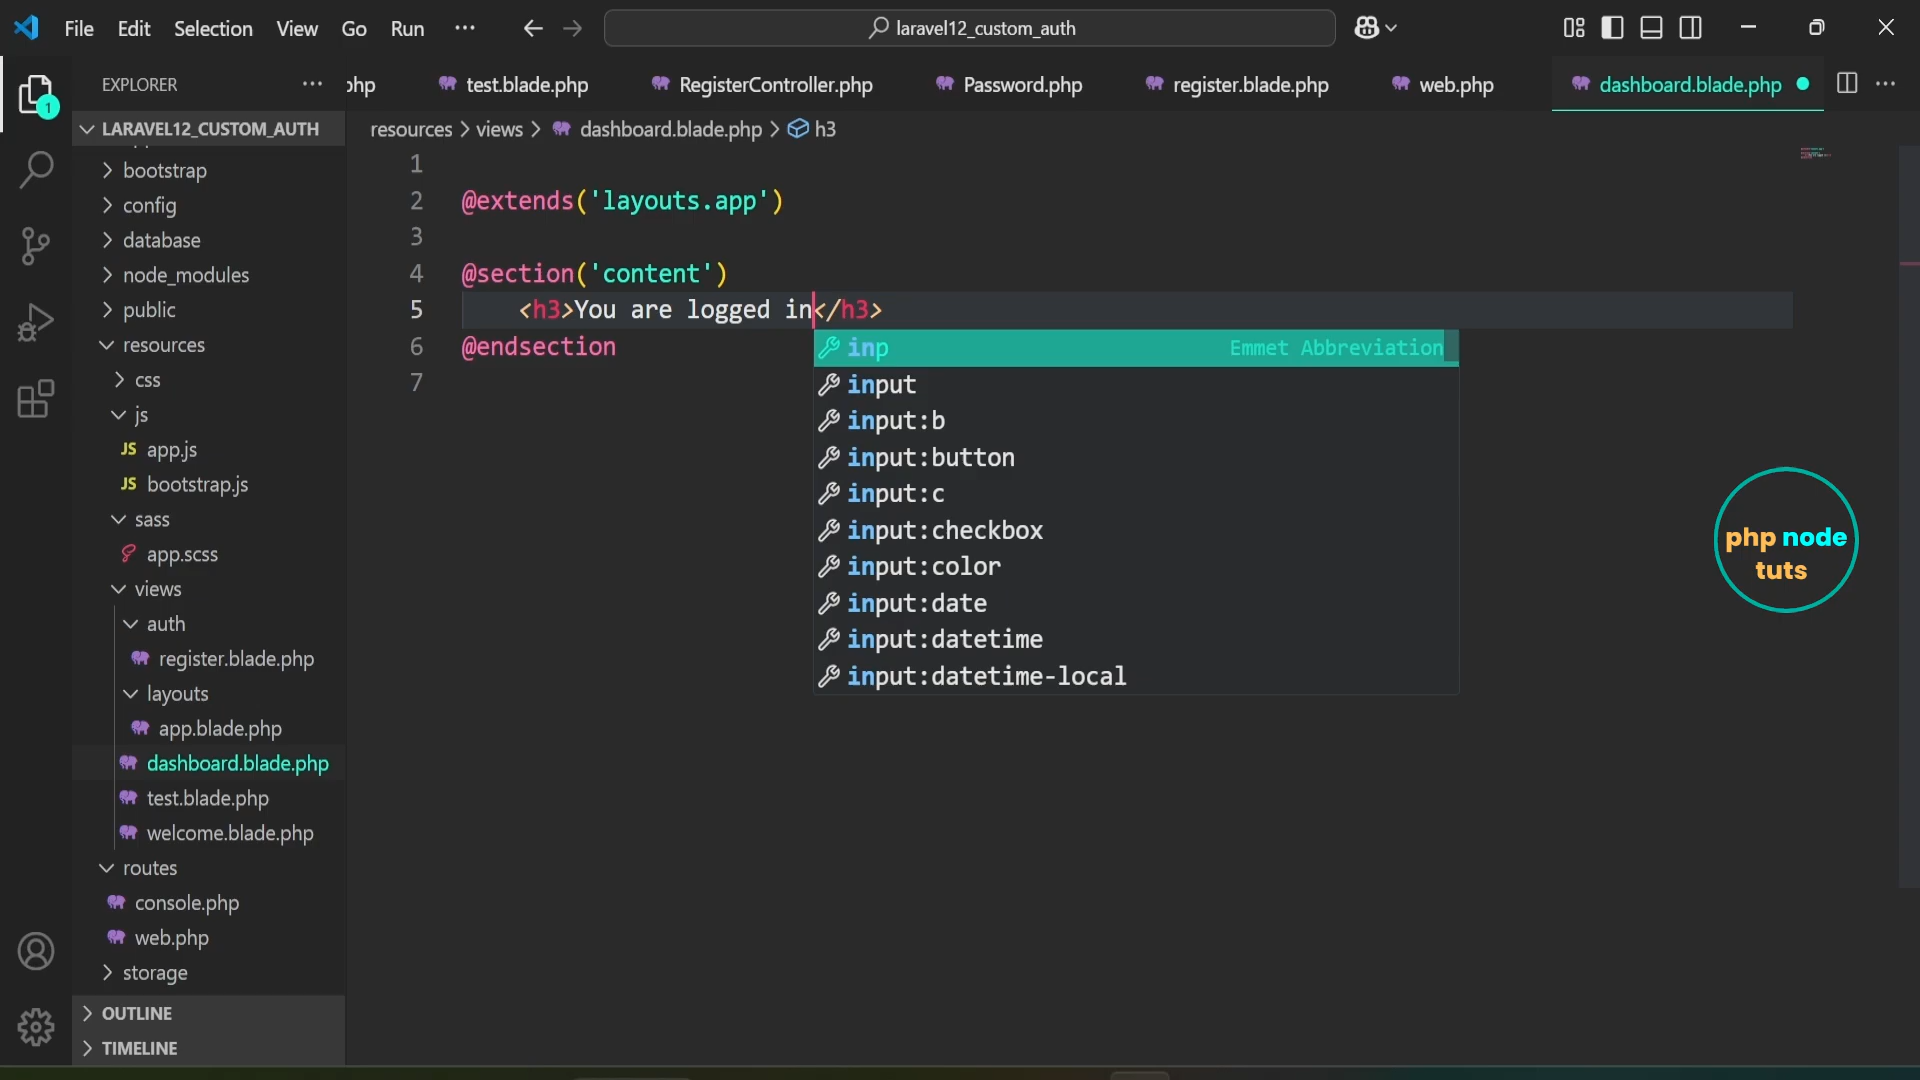 File Edit Selection View Go Run ··· laravel12_custom_auth
EXPLORER ··· php test.blade.php RegisterController.php Password.php register.blade.php web.php dashboard.blade.php ···
1
LARAVEL12_CUSTOM_AUTH
resources > views > dashboard.blade.php > h3
bootstrap
config
database
node_modules
public
resources
css
js
JS app.js
JS bootstrap.js
sass
app.scss
views
auth
register.blade.php
layouts
app.blade.php
dashboard.blade.php
test.blade.php
welcome.blade.php
routes
console.php
web.php
storage
OUTLINE
TIMELINE
1
2 @extends('layouts.app')
3
4 @section('content')
5 <h3>You are logged in</h3>
6 @endsection
7
inp Emmet Abbreviation
input
input:b
input:button
input:c
input:checkbox
input:color
input:date
input:datetime
input:datetime-local
php node
tuts